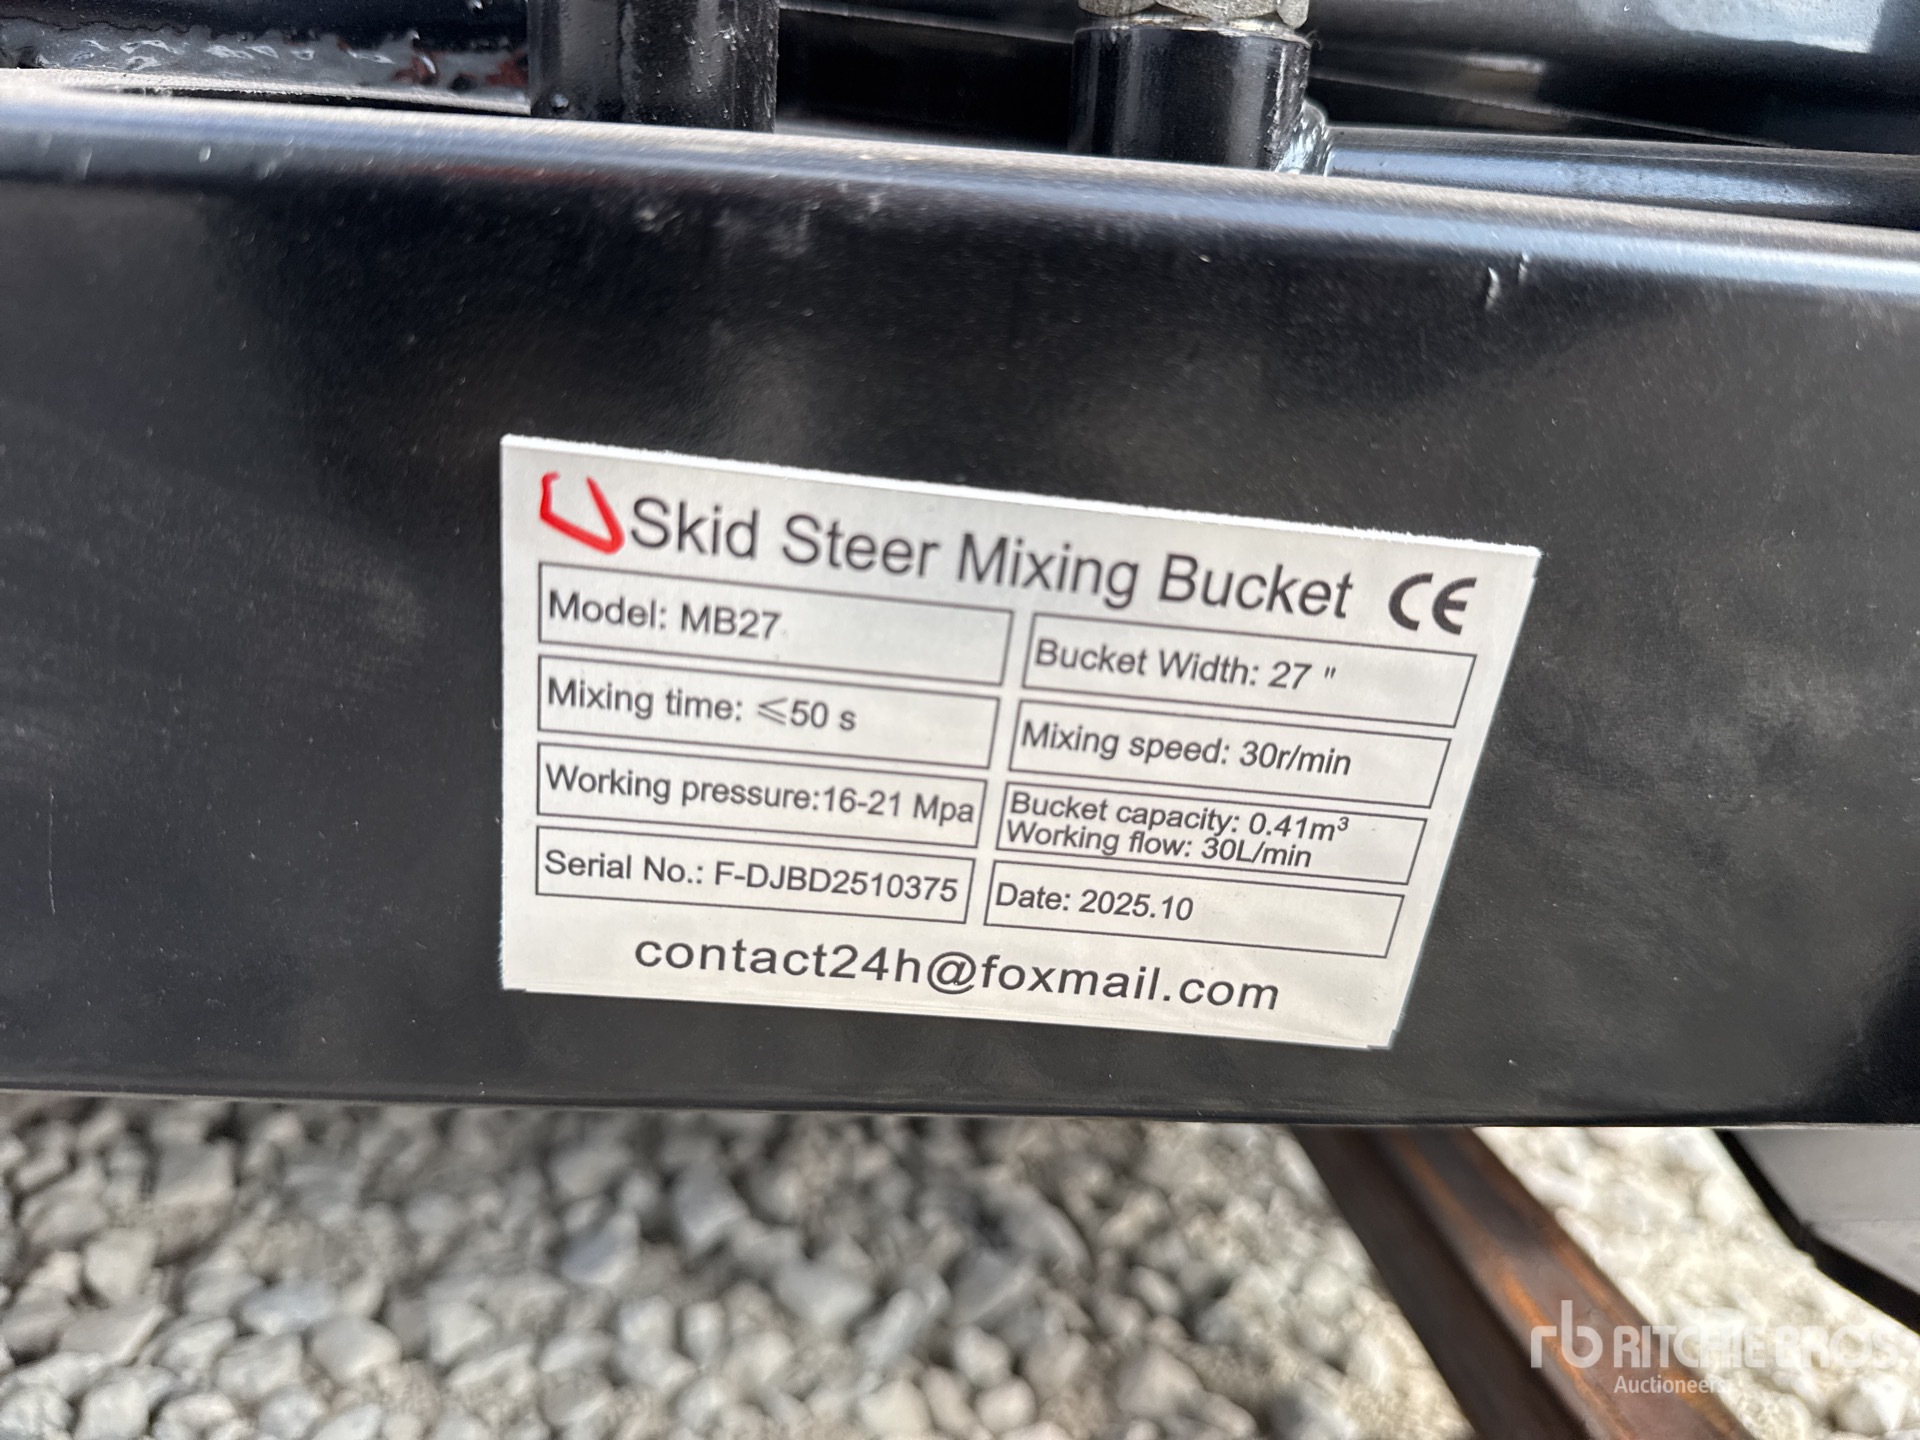 Skid Steer Mixing Bucket CE
Model: MB27
Bucket Width: 27 "
Mixing time: ⩽50 s
Mixing speed: 30r/min
Working pressure:16-21 Mpa
Bucket capacity: 0.41m³
Working flow: 30L/min
Serial No.: F-DJBD2510375
Date: 2025.10
contact24h@foxmail.com
rb RITCHIE BROS
Auctioneers